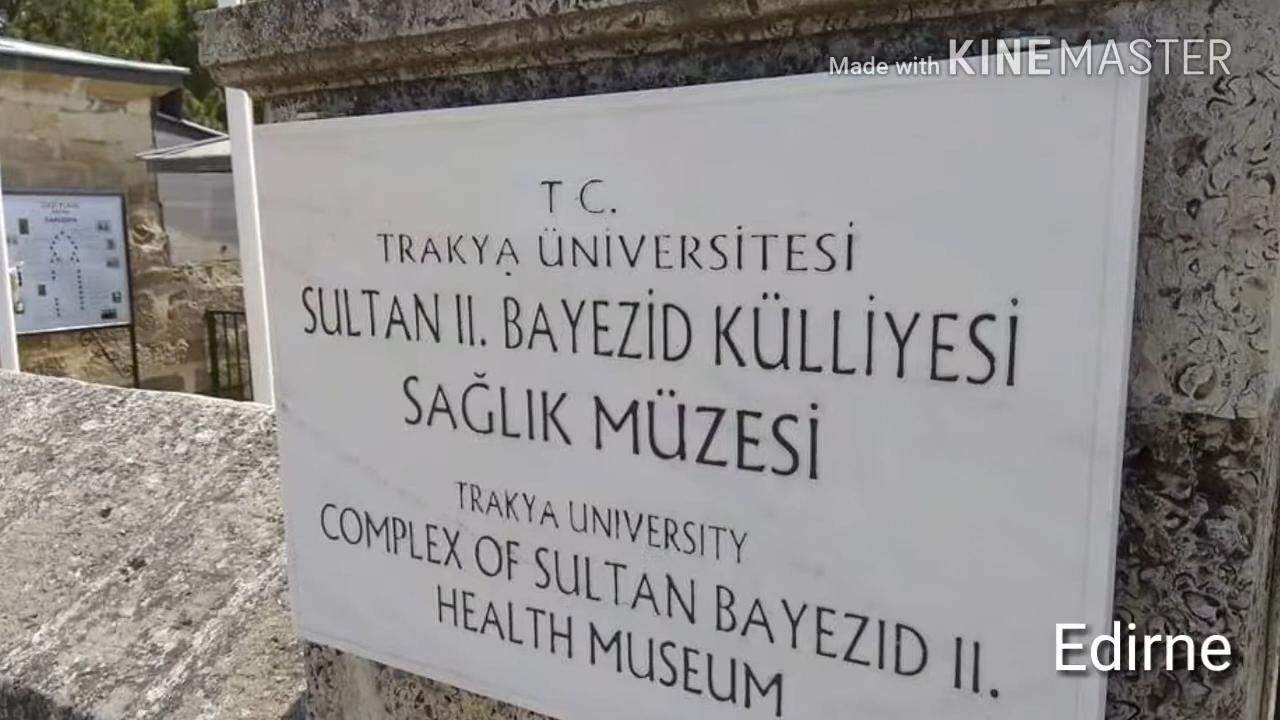 Made with KINEMASTER
T C.
TRAKYA ÜNİVERSİTESİ
SULTAN II. BAYEZİD KÜLLİYESİ
SAĞLIK MÜZESİ
TRAKYA UNIVERSITY
COMPLEX OF SULTAN BAYEZID II.
HEALTH MUSEUM
Edirne